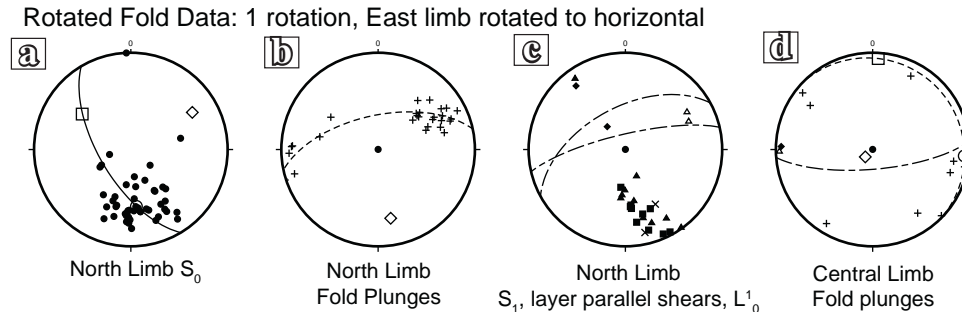 Rotated Fold Data: 1 rotation, East limb rotated to horizontal
a
0
b
0
c
0
d
0
North Limb S₀
North Limb
Fold Plunges
North Limb
S₁, layer parallel shears, L¹₀
Central Limb
Fold plunges